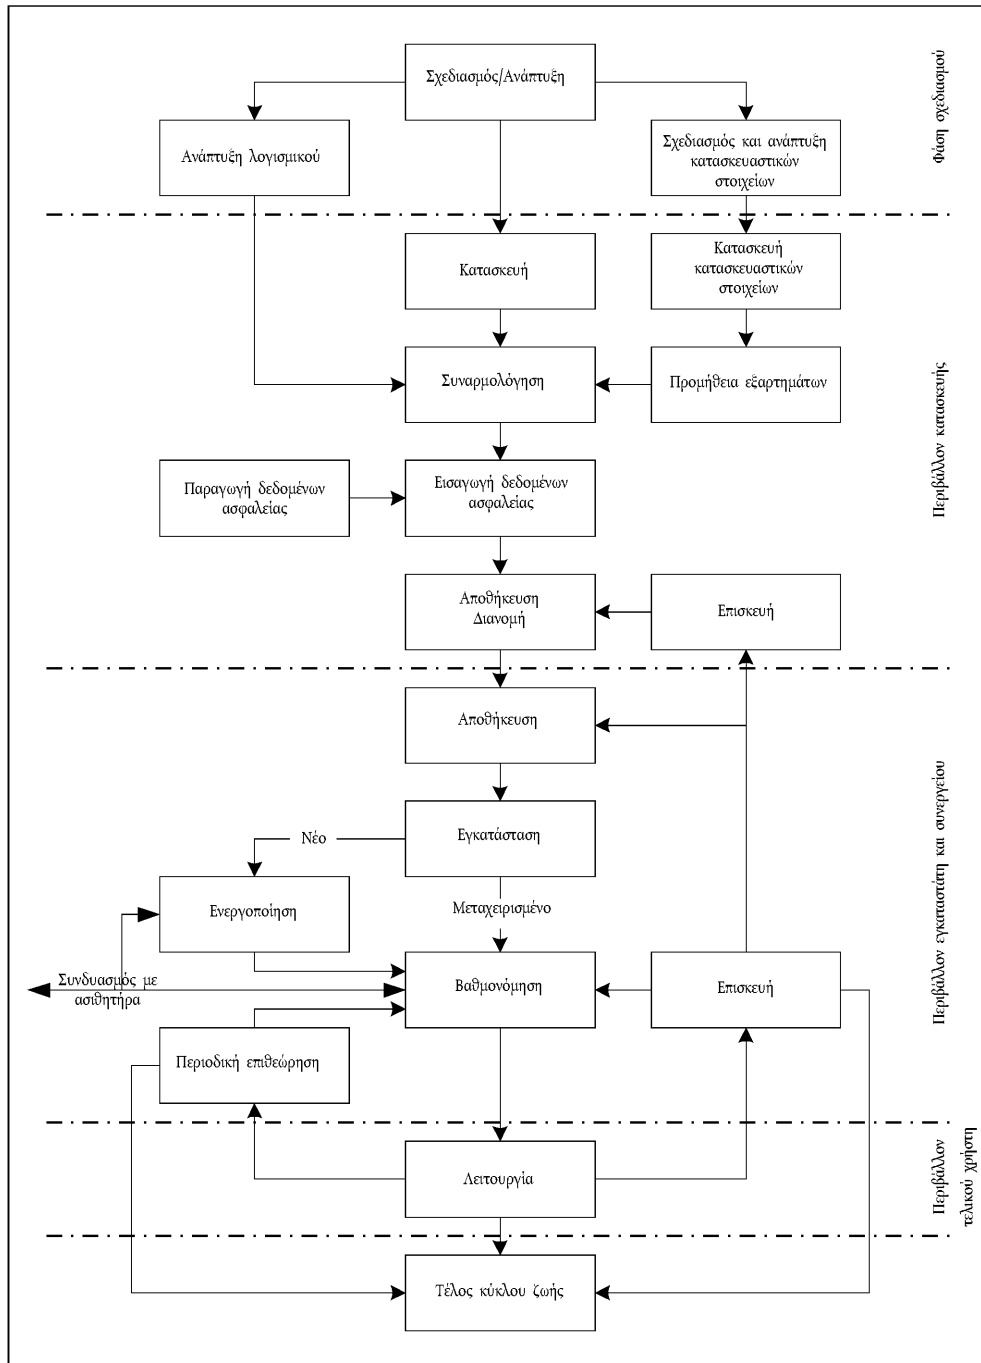 Σχεδιασμός/Ανάπτυξη
Ανάπτυξη λογισμικού
Σχεδιασμός και ανάπτυξη
κατασκευαστικών
στοιχείων
Φάση σχεδιασμού
Κατασκευή
Κατασκευή
κατασκευαστικών
στοιχείων
Συναρμολόγηση
Προμήθεια εξαρτημάτων
Παραγωγή δεδομένων
ασφαλείας
Εισαγωγή δεδομένων
ασφαλείας
Αποθήκευση
Διανομή
Επισκευή
Περιβάλλον κατασκευής
Αποθήκευση
Εγκατάσταση
Νέο
Μεταχειρισμένο
Ενεργοποίηση
Συνδυασμός με
ασιθητήρα
Βαθμονόμηση
Επισκευή
Περιοδική επιθεώρηση
Περιβάλλον εγκαταστάτη και συνεργείου
Λειτουργία
Περιβάλλον
τελικού χρήστη
Τέλος κύκλου ζωής